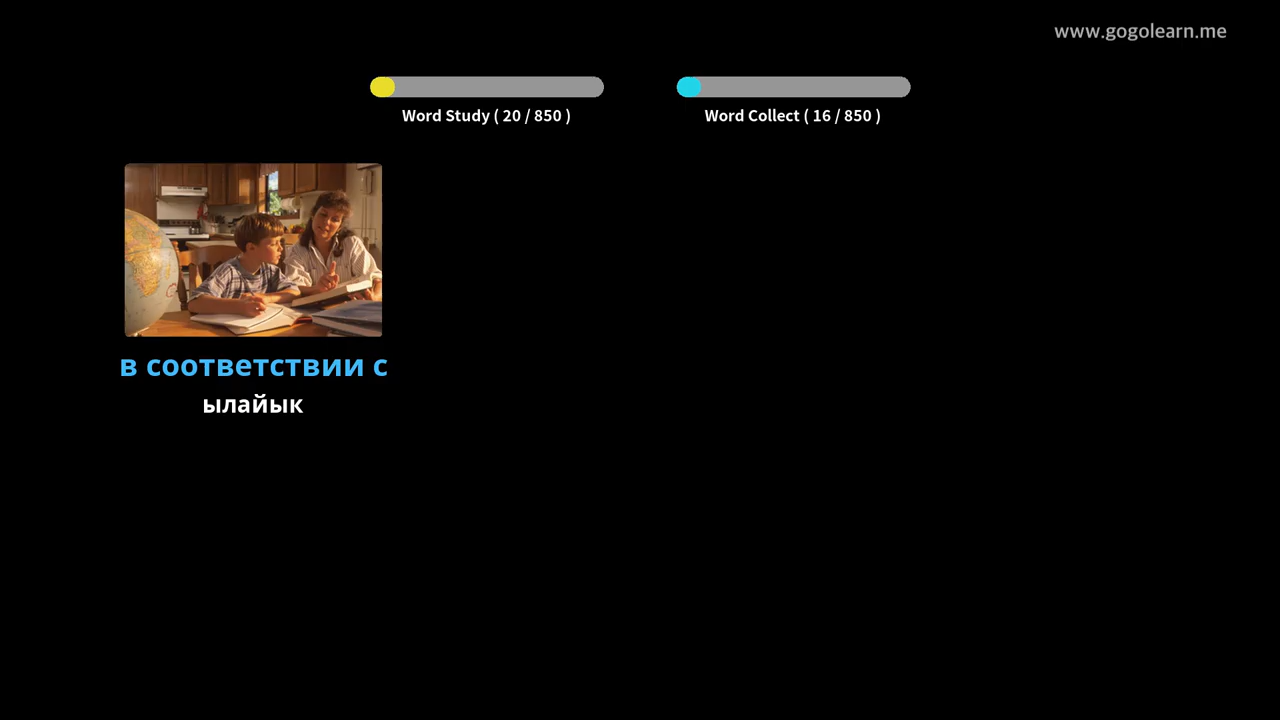 www.gogolearn.me
Word Study ( 20 / 850 )
Word Collect ( 16 / 850 )
в соответствии с
ылайык